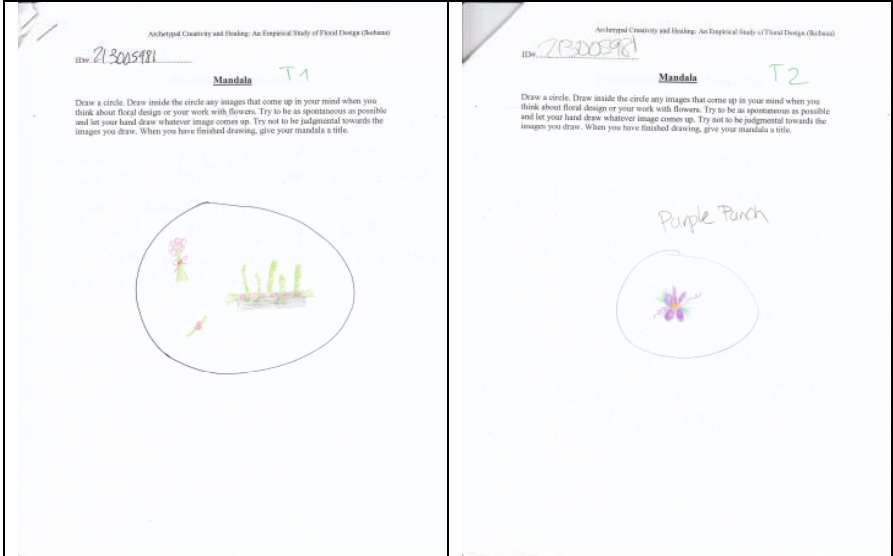 Archetypal Creativity and Healing: An Empirical Study of Floral Design (Ikebana)
ID# 213005981
Mandala T1
Draw a circle. Draw inside the circle any images that come up in your mind when you
think about floral design or your work with flowers. Try to be as spontaneous as possible
and let your hand draw whatever image comes up. Try not to be judgmental towards the
images you draw. When you have finished drawing, give your mandala a title.
Archetypal Creativity and Healing: An Empirical Study of Floral Design (Ikebana)
ID# 213005981
Mandala T2
Draw a circle. Draw inside the circle any images that come up in your mind when you
think about floral design or your work with flowers. Try to be as spontaneous as possible
and let your hand draw whatever image comes up. Try not to be judgmental towards the
images you draw. When you have finished drawing, give your mandala a title.
Purple Punch